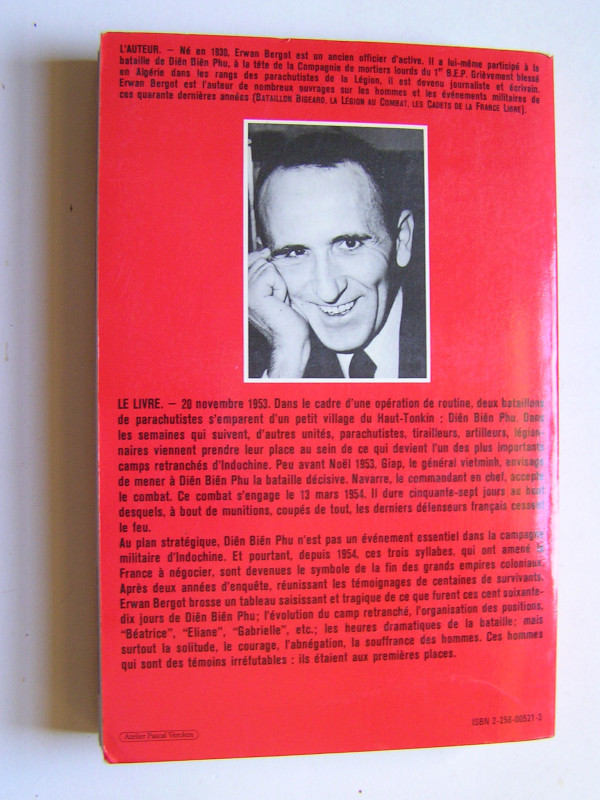 L'AUTEUR. — Né en 1930, Erwan Bergot est un ancien officier d'active. Il a lui-même participé à la
bataille de Diên Biên Phu, à la tête de la Compagnie de mortiers lourds du 1er B.E.P. Grièvement blessé
en Algérie dans les rangs des parachutistes de la Légion, il est devenu journaliste et écrivain.
Erwan Bergot est l'auteur de nombreux ouvrages sur les hommes et les événements militaires de
ces quarante dernières années (BATAILLON BIGEARD, LA LÉGION AU COMBAT, LES CADETS DE LA FRANCE LIBRE).
LE LIVRE. — 20 novembre 1953. Dans le cadre d'une opération de routine, deux bataillons
de parachutistes s'emparent d'un petit village du Haut-Tonkin : Diên Biên Phu. Dans
les semaines qui suivent, d'autres unités, parachutistes, tirailleurs, artilleurs, légion-
naires viennent prendre leur place au sein de ce qui devient l'un des plus importants
camps retranchés d'Indochine. Peu avant Noël 1953, Giap, le général vietminh, envisage
de mener à Diên Biên Phu la bataille décisive. Navarre, le commandant en chef, accepte
le combat. Ce combat s'engage le 13 mars 1954. Il dure cinquante-sept jours au bout
desquels, à bout de munitions, coupés de tout, les derniers défenseurs français cessent
le feu.
Au plan stratégique, Diên Biên Phu n'est pas un événement essentiel dans la campagne
militaire d'Indochine. Et pourtant, depuis 1954, ces trois syllabes, qui ont amené la
France à négocier, sont devenues le symbole de la fin des grands empires coloniaux.
Après deux années d'enquête, réunissant les témoignages de centaines de survivants,
Erwan Bergot brosse un tableau saisissant et tragique de ce que furent ces cent soixante-
dix jours de Diên Biên Phu ; l'évolution du camp retranché, l'organisation des positions,
"Béatrice", "Eliane", "Gabrielle", etc.; les heures dramatiques de la bataille; mais
surtout la solitude, le courage, l'abnégation, la souffrance des hommes. Ces hommes
qui sont des témoins irréfutables : ils étaient aux premières places.
ISBN 2-258-00521-3
Atelier Pascal Vercken